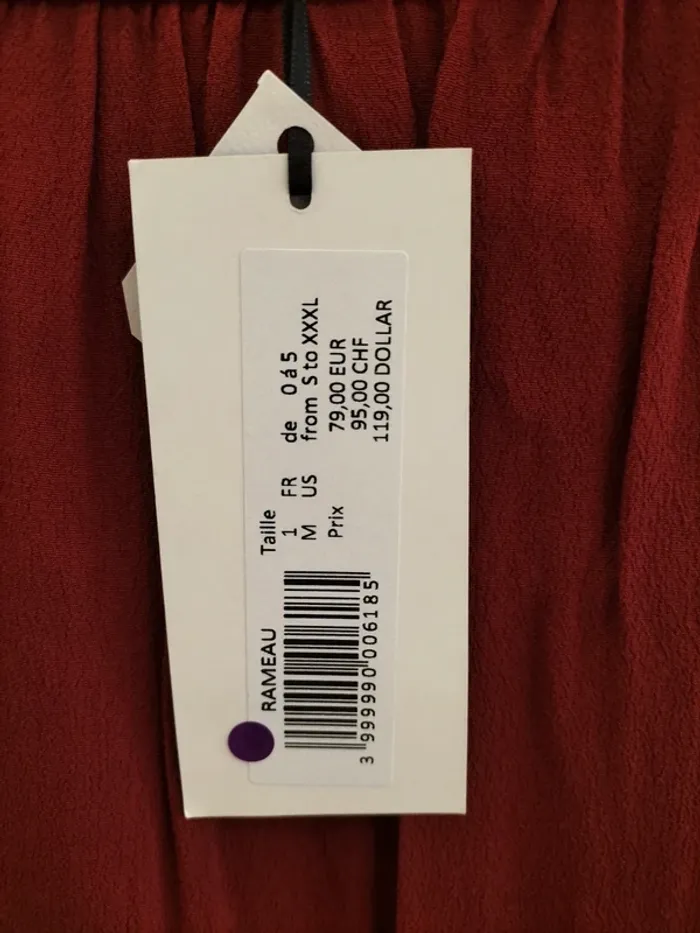 RAMEAU
3 999990 006185
Taille
1 FR de 0 á 5
M US from S to XXXL
Prix 79,00 EUR
95,00 CHF
119,00 DOLLAR